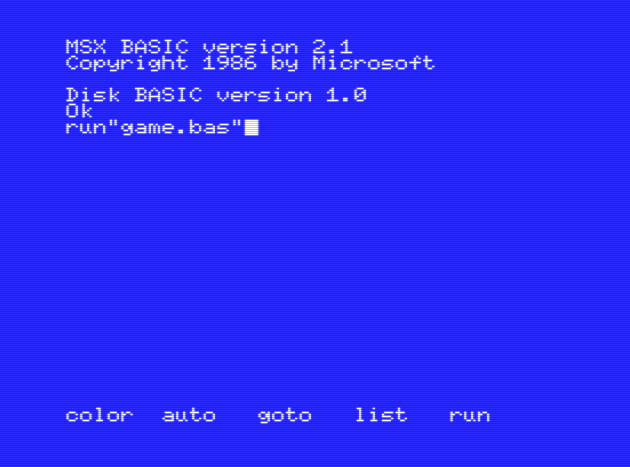 MSX BASIC version 2.1
Copyright 1986 by Microsoft
Disk BASIC version 1.0
Ok
run"game.bas"
color auto goto list run